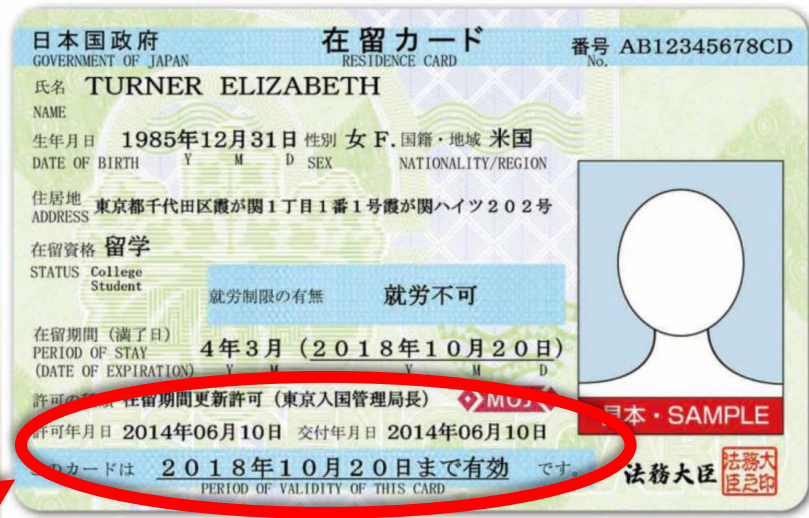 日本国政府 在留カード 番号 AB12345678CD
GOVERNMENT OF JAPAN RESIDENCE CARD No.
氏名 TURNER ELIZABETH
NAME
生年月日 1985年12月31日 性別 女 F. 国籍・地域 米国
DATE OF BIRTH Y M D SEX NATIONALITY/REGION
住居地 東京都千代田区霞が関1丁目1番1号霞が関ハイツ202号
ADDRESS
在留資格 留学
STATUS College
Student
就労制限の有無 就労不可
在留期間(満了日)
PERIOD OF STAY 4年3月(2018年10月20日)
(DATE OF EXPIRATION) Y M Y M D
在留期間更新許可(東京入国管理局長) MOJ
許可年月日 2014年06月10日 交付年月日 2014年06月10日
見本・SAMPLE
このカードは 2018年10月20日まで有効 です。
PERIOD OF VALIDITY OF THIS CARD
法務大臣 法務大
臣之印